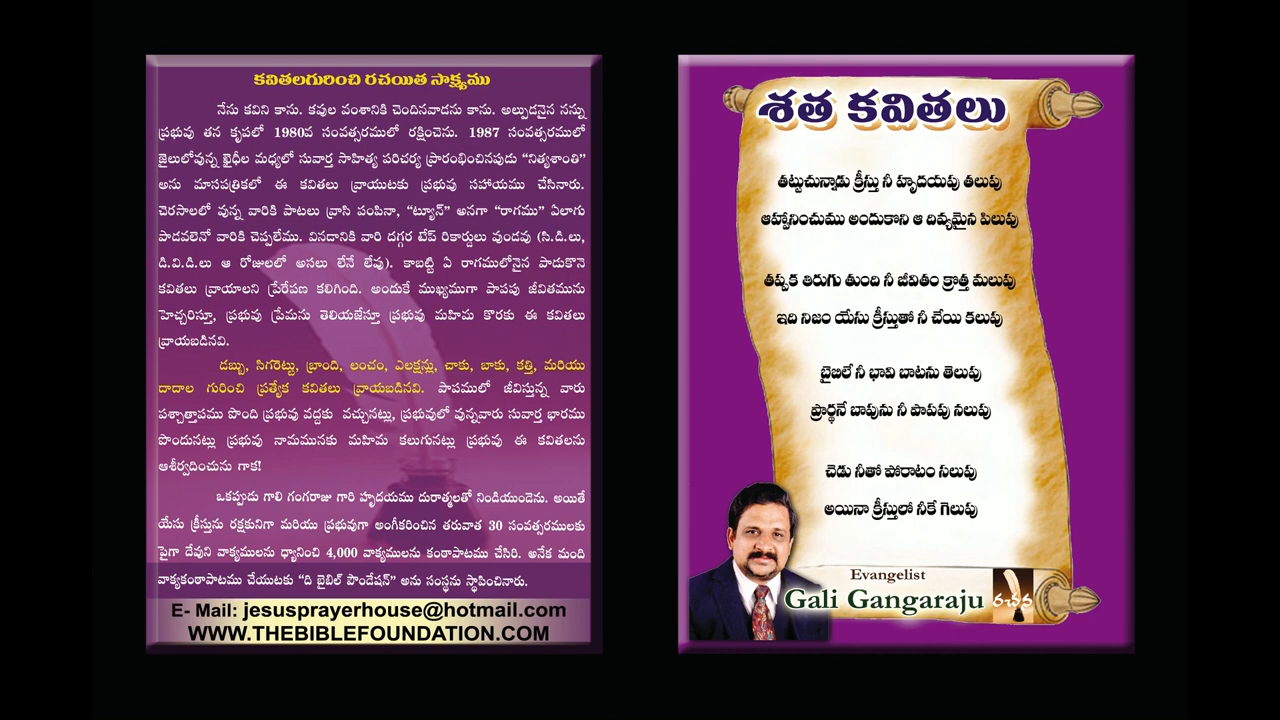 కవితలగురించి రచయిత సాక్ష్యము
నేను కవిని కాను. కవుల వంశానికి చెందినవాడను కాను. అల్పుడనైన నన్ను
ప్రభువు తన కృపలో 1980వ సంవత్సరములో రక్షించెను. 1987 సంవత్సరములో
జైలులోవున్న ఖైధీల మధ్యలో సువార్త సాహిత్య పరిచర్య ప్రారంభించినపుడు “నిత్యశాంతి”
అను మాసపత్రికలో ఈ కవితలు వ్రాయుటకు ప్రభువు సహాయము చేసినారు.
చెరసాలలో వున్న వారికి పాటలు వ్రాసి పంపినా, “ట్యూన్” అనగా “రాగము” ఏలాగు
పాడవలెనో వారికి చెప్పలేము. వినడానికి వారి దగ్గర టేప్ రికార్డులు వుండవు (సి.డి.లు,
డి.వి.డి.లు ఆ రోజులలో అసలు లేనే లేవు). కాబట్టి ఏ రాగములోనైన పాడుకొనె
కవితలు వ్రాయాలని ప్రేరేపణ కలిగింది. అందుకే ముఖ్యముగా పాపపు జీవితమును
హెచ్చరిస్తూ, ప్రభువు ప్రేమను తెలియజేస్తూ ప్రభువు మహిమ కొరకు ఈ కవితలు
వ్రాయబడినవి.
డబ్బు, సిగరెట్టు, బ్రాంది, లంచం, ఎలక్షన్లు, చాకు, బాకు, కత్తి, మరియు
దాదాల గురించి ప్రత్యేక కవితలు వ్రాయబడినవి. పాపములో జీవిస్తున్న వారు
పశ్చాత్తాపము పొంది ప్రభువు వద్దకు వచ్చునట్లు, ప్రభువులో వున్నవారు సువార్త భారము
పొందునట్లు ప్రభువు నామమునకు మహిమ కలుగునట్లు ప్రభువు ఈ కవితలను
ఆశీర్వదించును గాక!
ఒకప్పుడు గాలి గంగరాజు గారి హృదయము దురాత్మలతో నిండియుండెను. అయితే
యేసు క్రీస్తును రక్షకునిగా మరియు ప్రభువుగా అంగీకరించిన తరువాత 30 సంవత్సరములకు
పైగా దేవుని వాక్యములను ధ్యానించి 4,000 వాక్యములను కంఠాపాటము చేసిరి. అనేక మంది
వాక్యకంఠాపాటము చేయుటకు “ది బైబిల్ పౌండేషన్” అను సంస్థను స్థాపించినారు.
E- Mail: jesusprayerhouse@hotmail.com
WWW.THEBIBLEFOUNDATION.COM
శత కవితలు
తట్టుచున్నాడు క్రీస్తు నీ హృదయపు తలుపు
ఆహ్వానించుము అందుకొని ఆ దివ్యమైన పిలుపు
తప్పక తిరుగు తుంది నీ జీవితం క్రొత్త మలుపు
ఇది నిజం యేసు క్రీస్తుతో నీ చేయి కలుపు
బైబిలే నీ భావి బాటను తెలుపు
ప్రార్థనే బాపును నీ పాపపు నలుపు
చెడు నీతో పోరాటం సలుపు
అయినా క్రీస్తులో నీకే గెలుపు
Evangelist
Gali Gangaraju
రచన